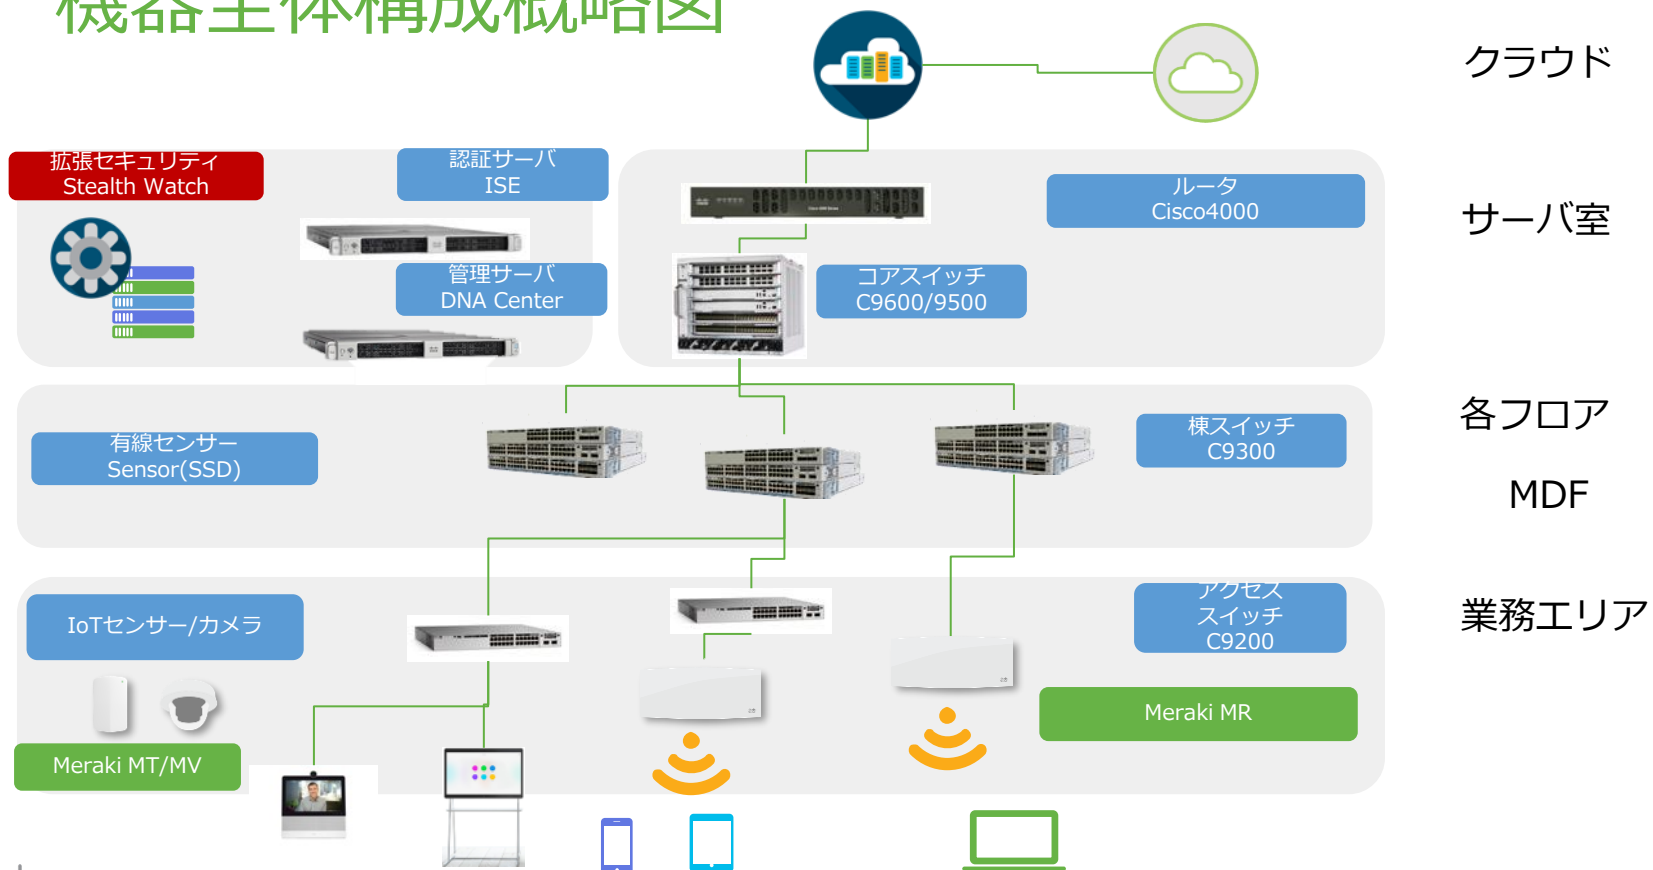 機器主体構成概略図
クラウド
拡張セキュリティ
Stealth Watch
認証サーバ
ISE
ルータ
Cisco4000
サーバ室
管理サーバ
DNA Center
コアスイッチ
C9600/9500
各フロア
MDF
有線センサー
Sensor(SSD)
棟スイッチ
C9300
IoTセンサー/カメラ
アクセス
スイッチ
C9200
業務エリア
Meraki MR
Meraki MT/MV